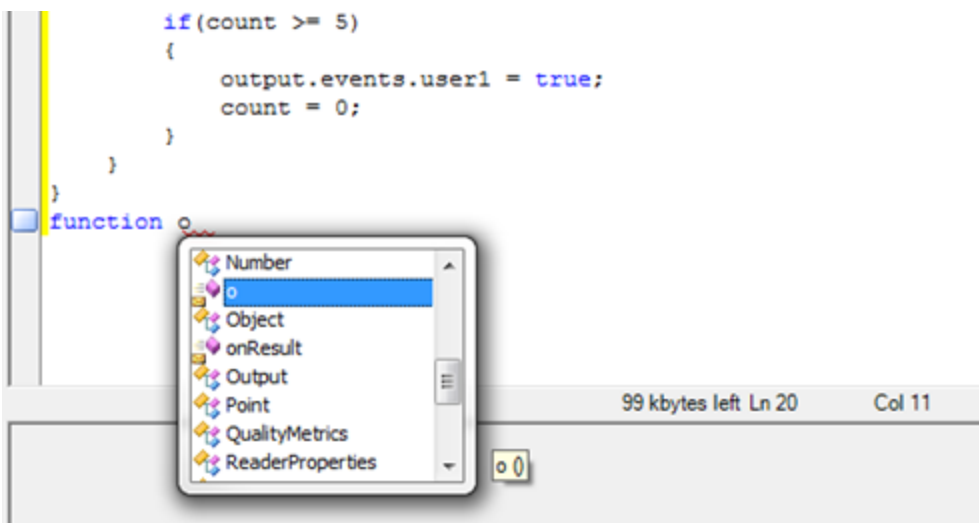 if(count >= 5)
{
output.events.user1 = true;
count = 0;
}
}
}
function o
Number
o
Object
onResult
Output
Point
QualityMetrics
ReaderProperties
99 kbytes left Ln 20 Col 11
o ()